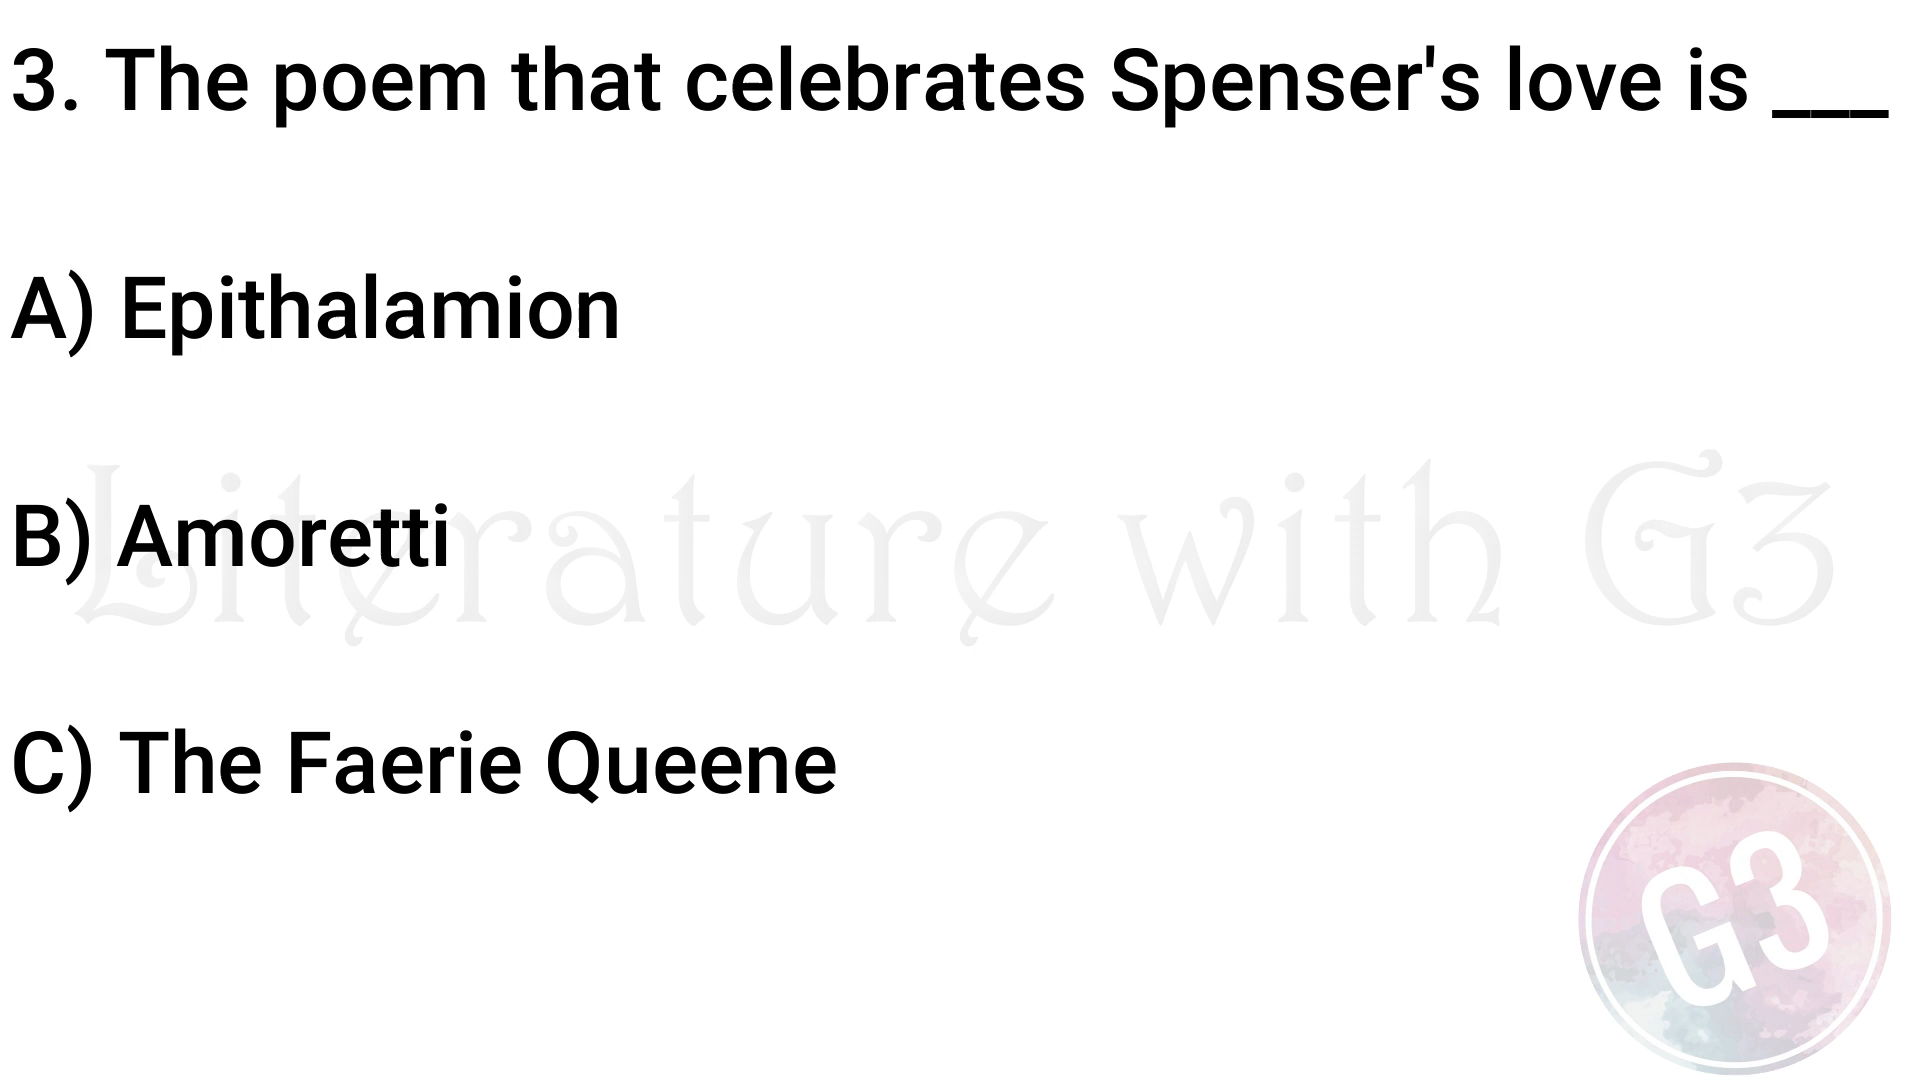 3. The poem that celebrates Spenser's love is ___
A) Epithalamion
B) Amoretti
Literature with G3
C) The Faerie Queene
G3